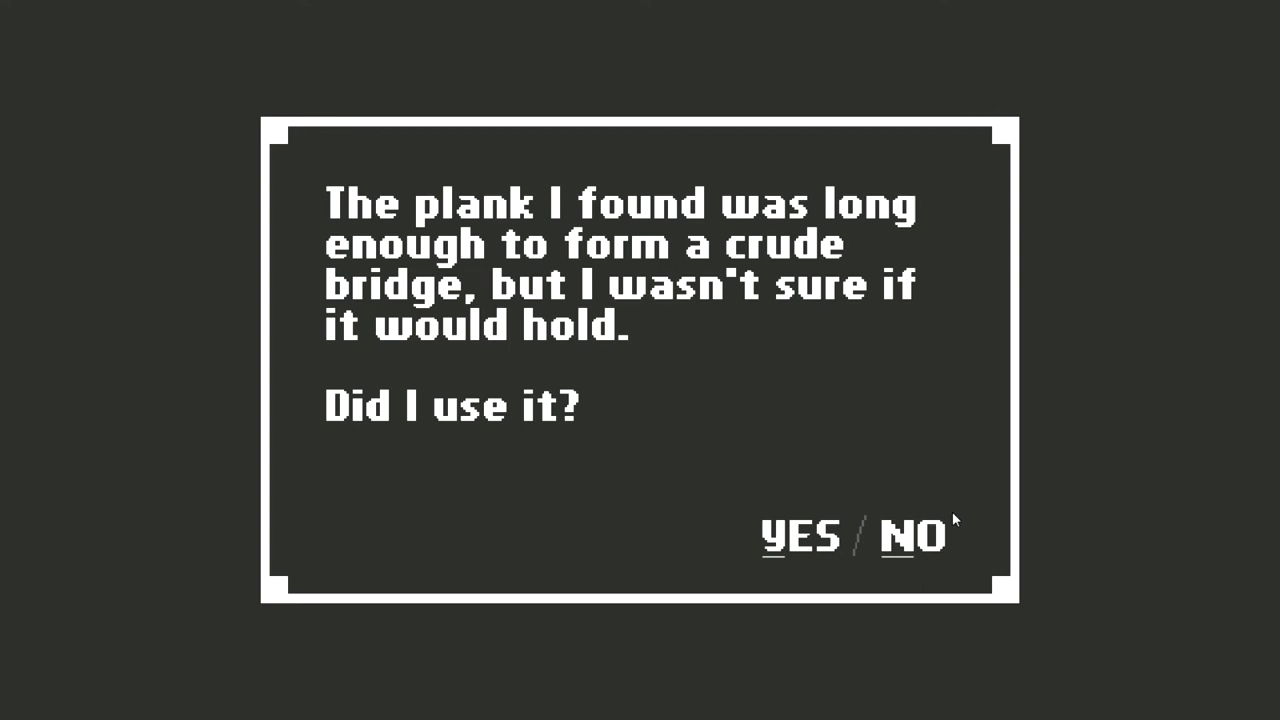 The plank I found was long
enough to form a crude
bridge, but I wasn't sure if
it would hold.
Did I use it?
YES / NO